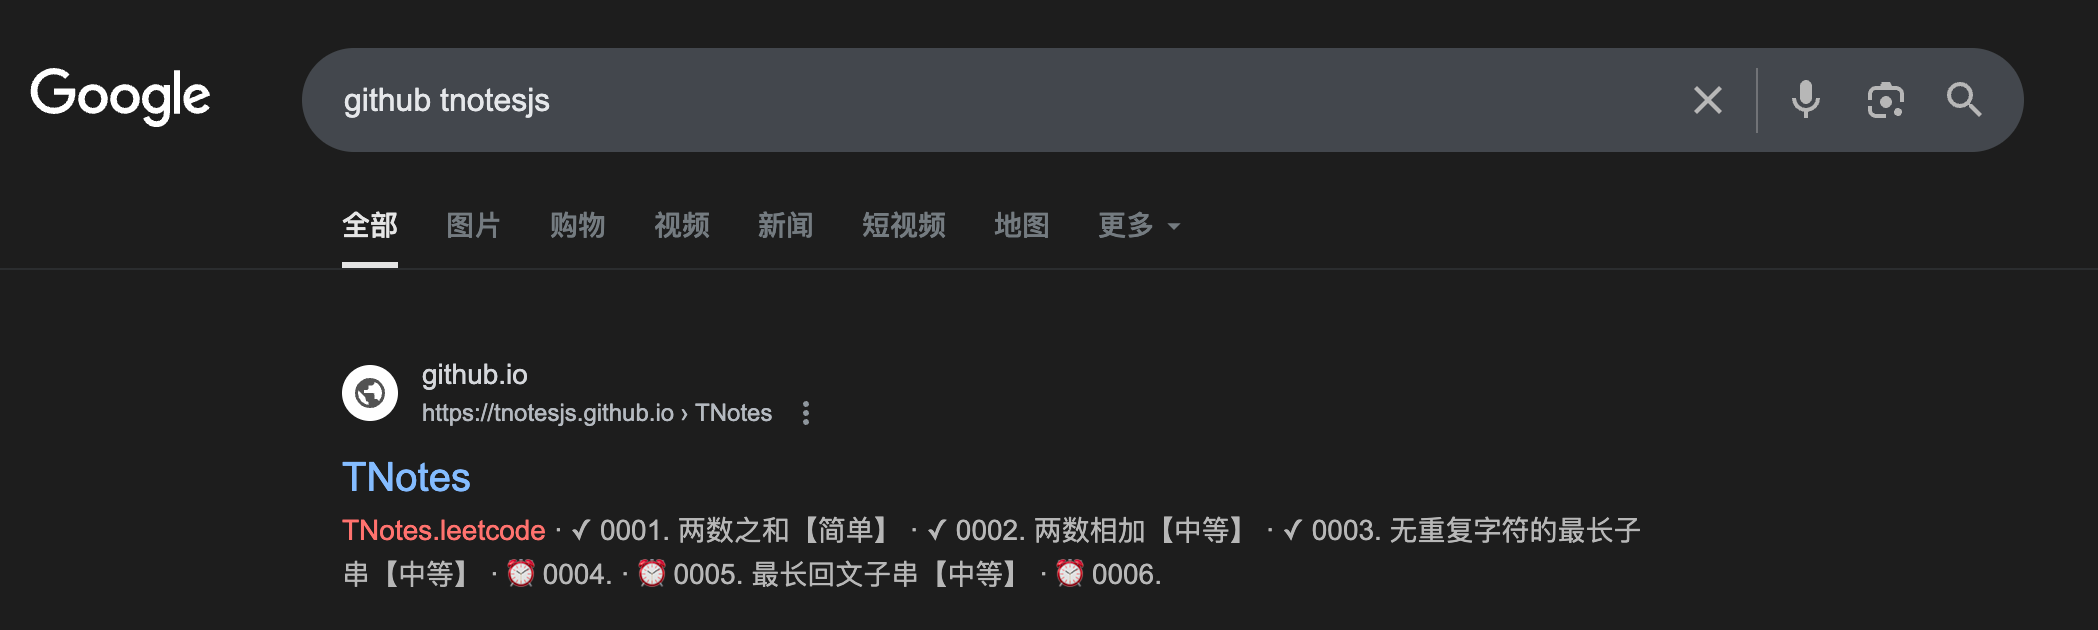 Google
github tnotesjs
全部 图片 购物 视频 新闻 短视频 地图 更多
github.io
https://tnotesjs.github.io › TNotes
TNotes
TNotes.leetcode · ✓ 0001. 两数之和【简单】 · ✓ 0002. 两数相加【中等】 · ✓ 0003. 无重复字符的最长子
串【中等】 · ⏰ 0004. · ⏰ 0005. 最长回文子串【中等】 · ⏰ 0006.